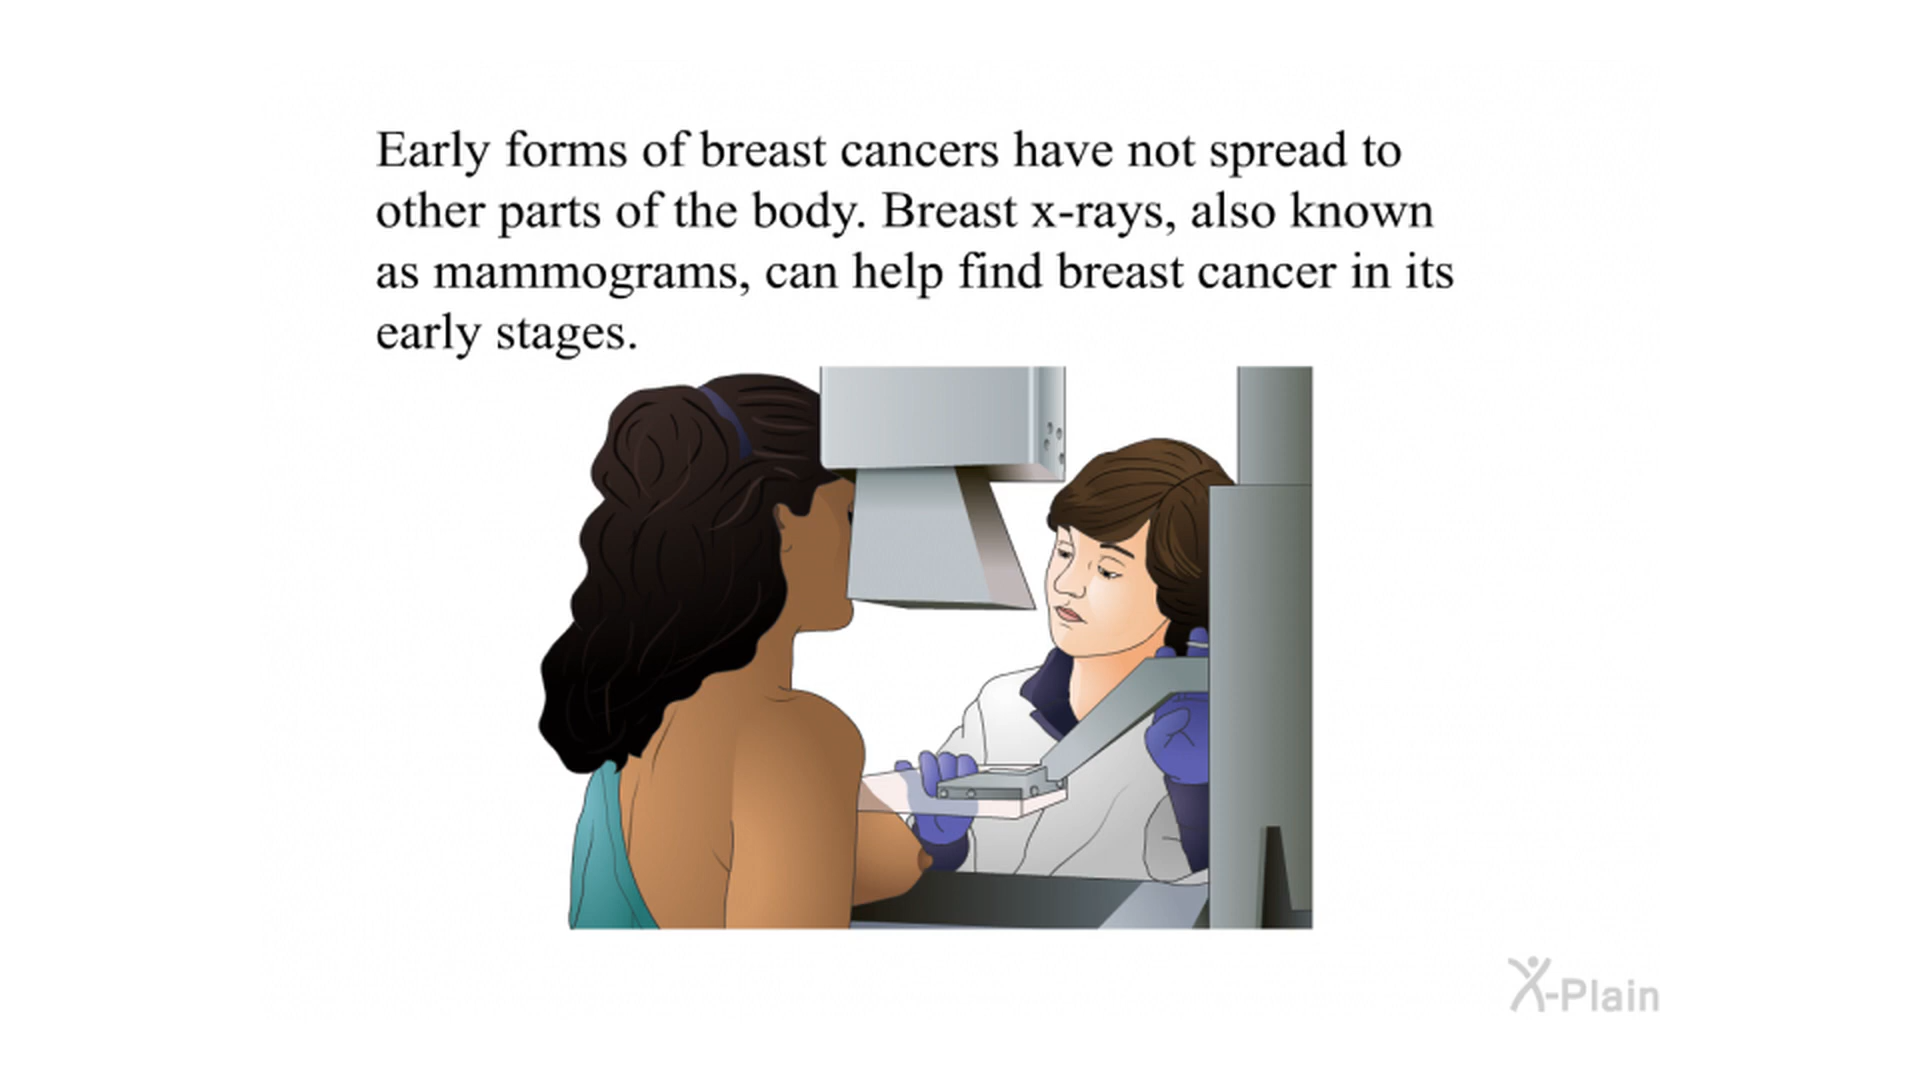 Early forms of breast cancers have not spread to
other parts of the body. Breast x-rays, also known
as mammograms, can help find breast cancer in its
early stages.
X-Plain